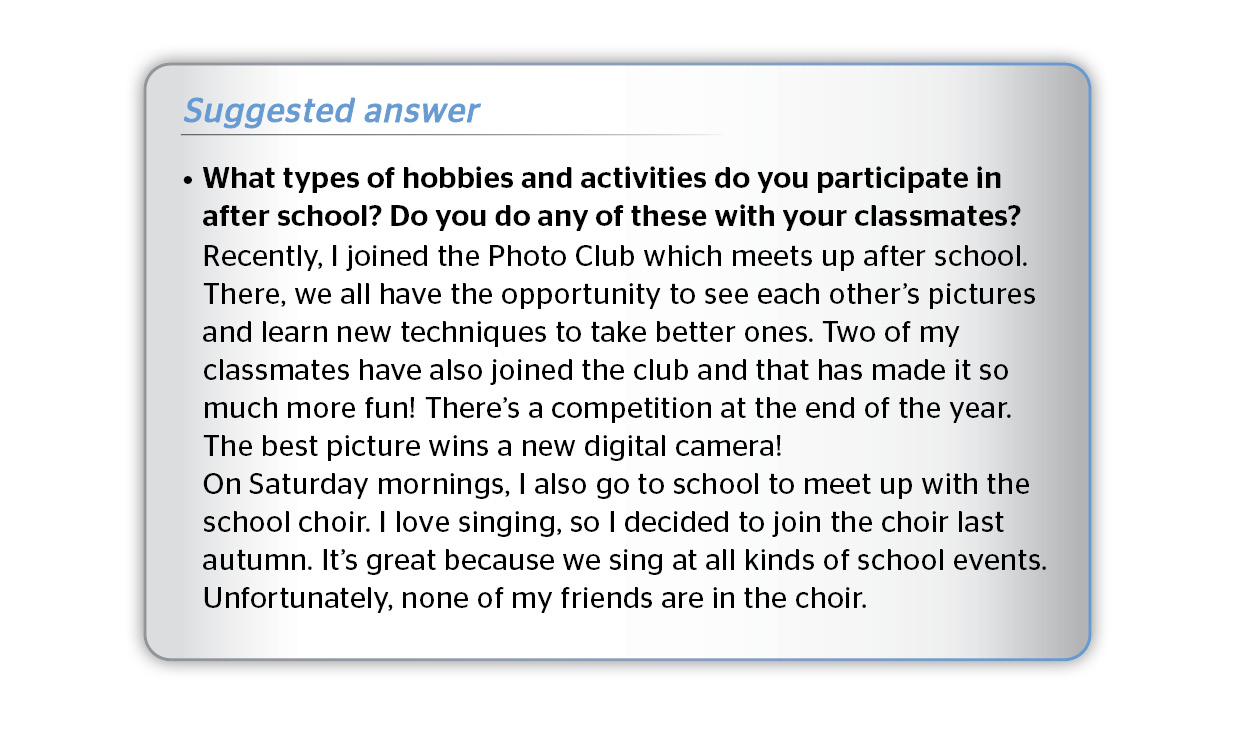 Suggested answer
• What types of hobbies and activities do you participate in
after school? Do you do any of these with your classmates?
Recently, I joined the Photo Club which meets up after school.
There, we all have the opportunity to see each other’s pictures
and learn new techniques to take better ones. Two of my
classmates have also joined the club and that has made it so
much more fun! There’s a competition at the end of the year.
The best picture wins a new digital camera!
On Saturday mornings, I also go to school to meet up with the
school choir. I love singing, so I decided to join the choir last
autumn. It’s great because we sing at all kinds of school events.
Unfortunately, none of my friends are in the choir.